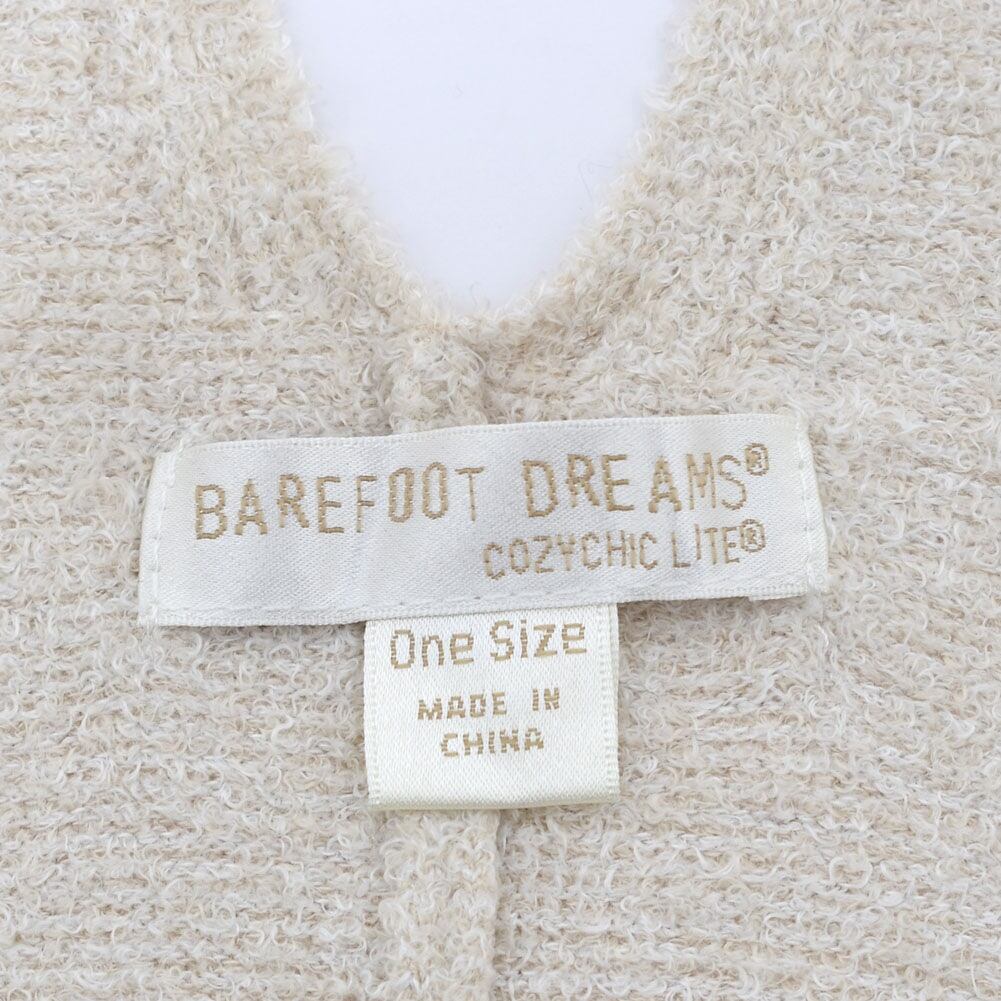 BAREFOOT DREAMS®
COZYCHIC LITE®
One Size
MADE IN
CHINA